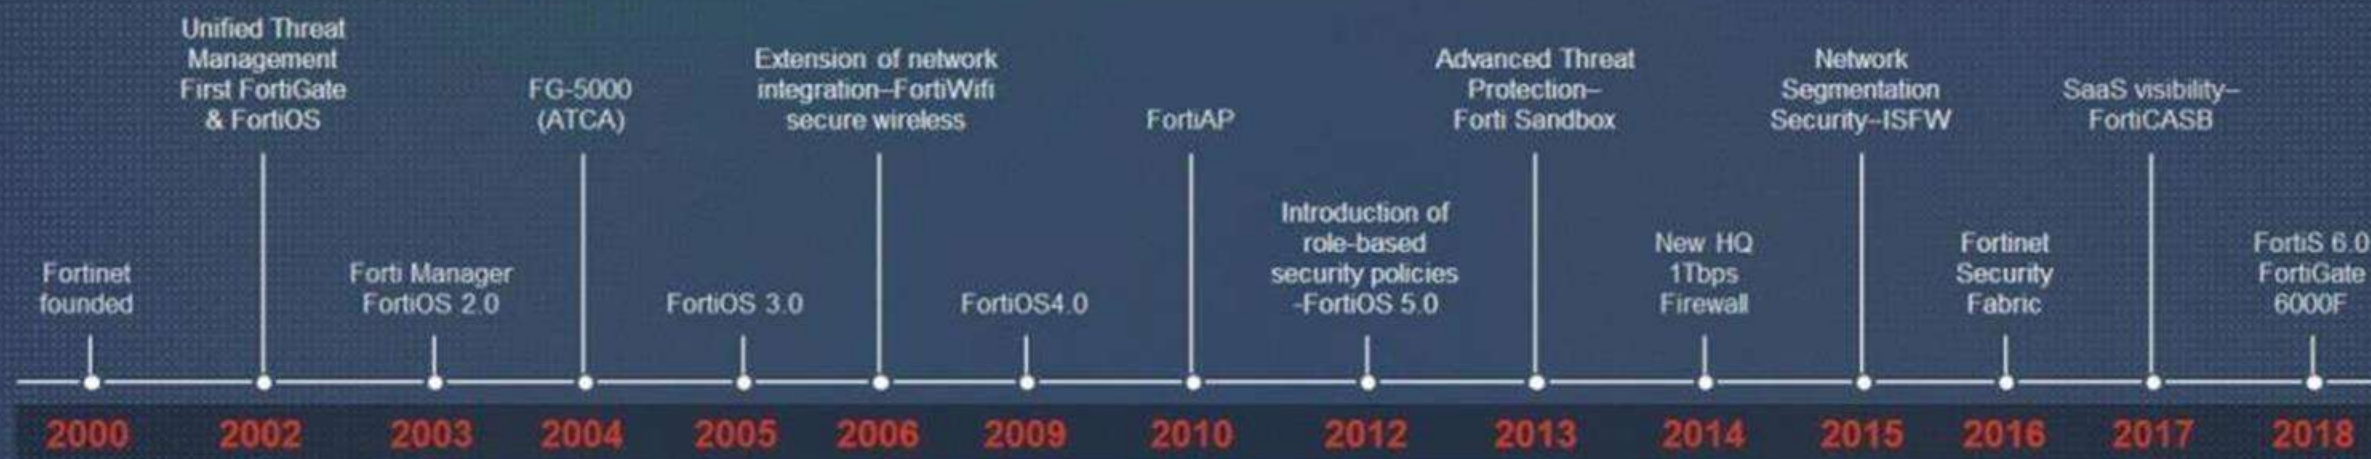 Fortinet
founded
Unified Threat
Management
First FortiGate
& FortiOS
Forti Manager
FortiOS 2.0
FG-5000
(ATCA)
FortiOS 3.0
Extension of network
integration–FortiWifi
secure wireless
FortiOS4.0
FortiAP
Introduction of
role-based
security policies
-FortiOS 5.0
Advanced Threat
Protection–
Forti Sandbox
New HQ
1Tbps
Firewall
Network
Segmentation
Security–ISFW
Fortinet
Security
Fabric
SaaS visibility–
FortiCASB
FortiS 6.0
FortiGate
6000F
2000 2002 2003 2004 2005 2006 2009 2010 2012 2013 2014 2015 2016 2017 2018